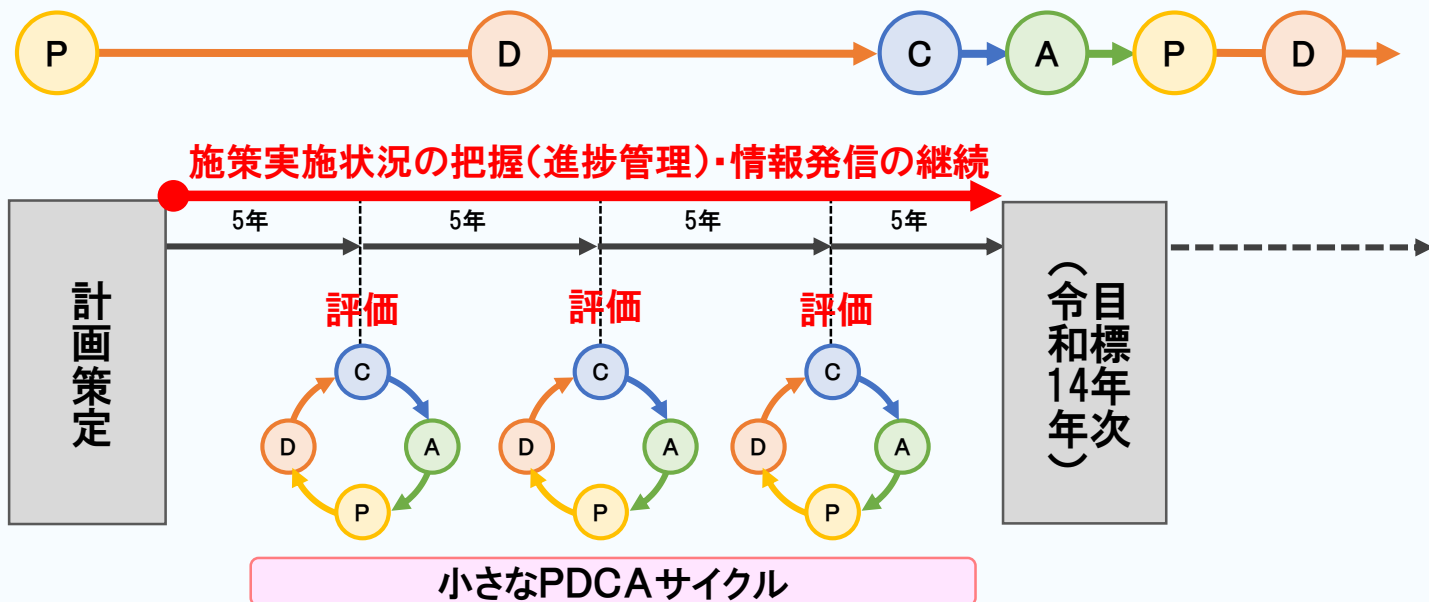 P D C A P D
施策実施状況の把握(進捗管理)・情報発信の継続
5年 5年 5年 5年
計画策定
評価 評価 評価
目標年次
(令和14年)
C C C
D A D A D A
P P P
小さなPDCAサイクル